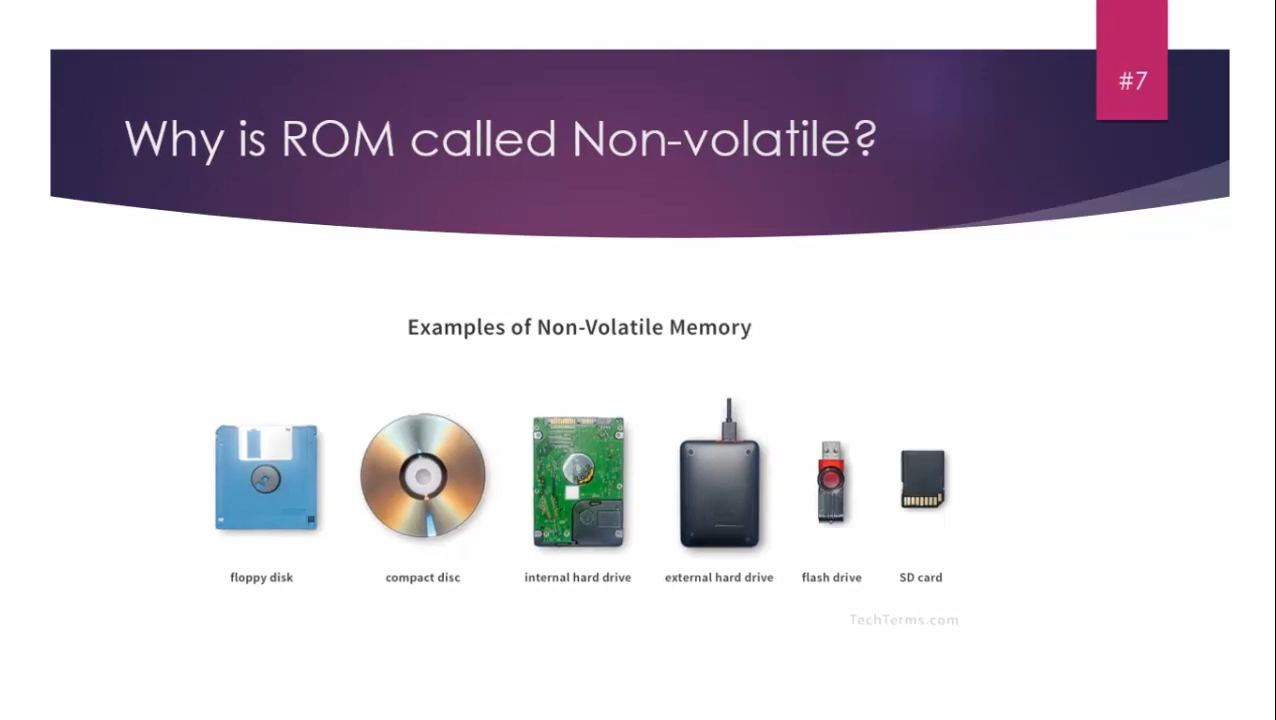 #7
Why is ROM called Non-volatile?
Examples of Non-Volatile Memory
floppy disk compact disc internal hard drive external hard drive flash drive SD card
TechTerms.com